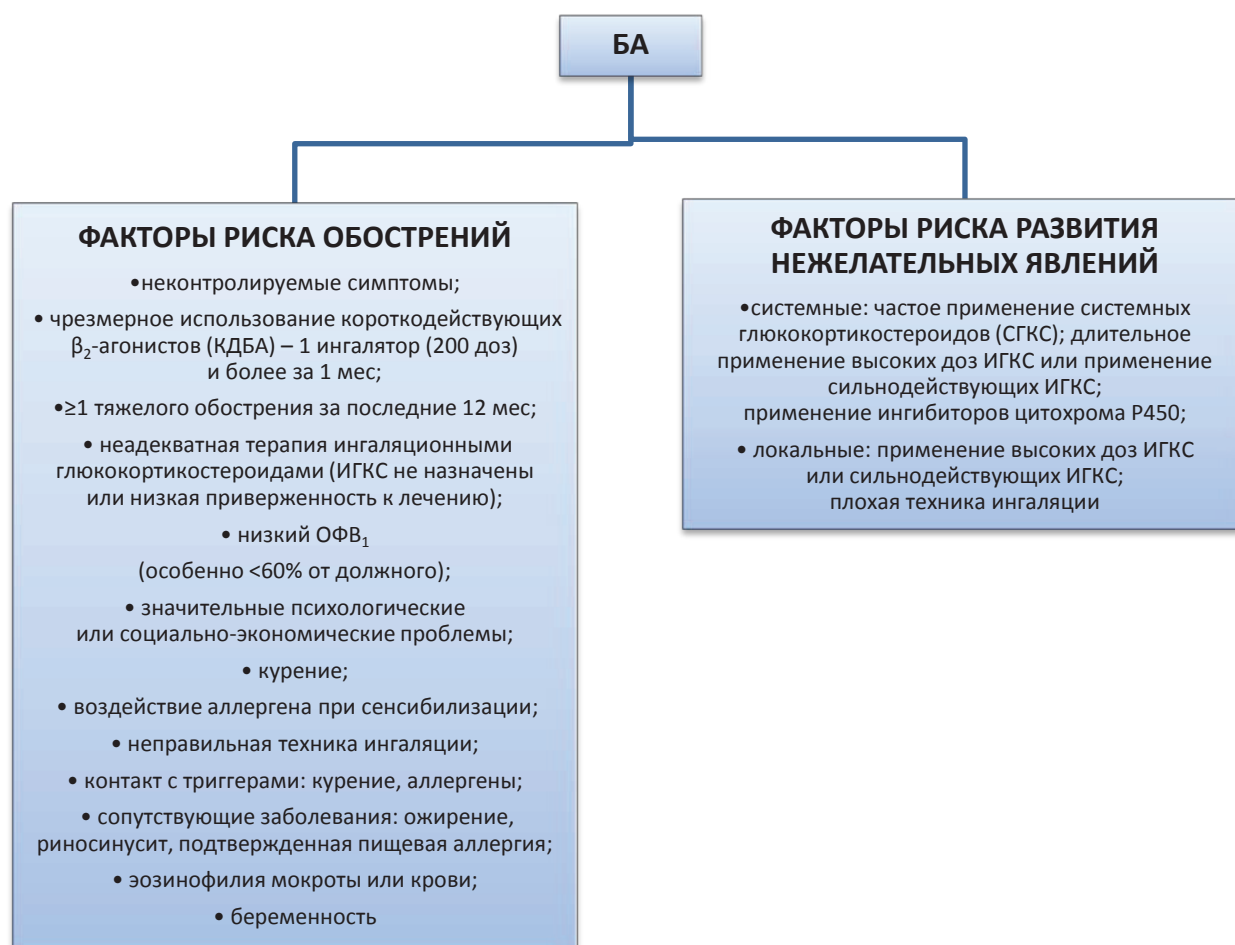 БА
ФАКТОРЫ РИСКА ОБОСТРЕНИЙ
•неконтролируемые симптомы;
• чрезмерное использование короткодействующих
β₂-агонистов (КДБА) – 1 ингалятор (200 доз)
и более за 1 мес;
•≥1 тяжелого обострения за последние 12 мес;
• неадекватная терапия ингаляционными
глюкокортикостероидами (ИГКС не назначены
или низкая приверженность к лечению);
• низкий ОФВ₁
(особенно <60% от должного);
• значительные психологические
или социально-экономические проблемы;
• курение;
• воздействие аллергена при сенсибилизации;
• неправильная техника ингаляции;
• контакт с триггерами: курение, аллергены;
• сопутствующие заболевания: ожирение,
риносинусит, подтвержденная пищевая аллергия;
• эозинофилия мокроты или крови;
• беременность
ФАКТОРЫ РИСКА РАЗВИТИЯ
НЕЖЕЛАТЕЛЬНЫХ ЯВЛЕНИЙ
•системные: частое применение системных
глюкокортикостероидов (СГКС); длительное
применение высоких доз ИГКС или применение
сильнодействующих ИГКС;
применение ингибиторов цитохрома Р450;
• локальные: применение высоких доз ИГКС
или сильнодействующих ИГКС;
плохая техника ингаляции